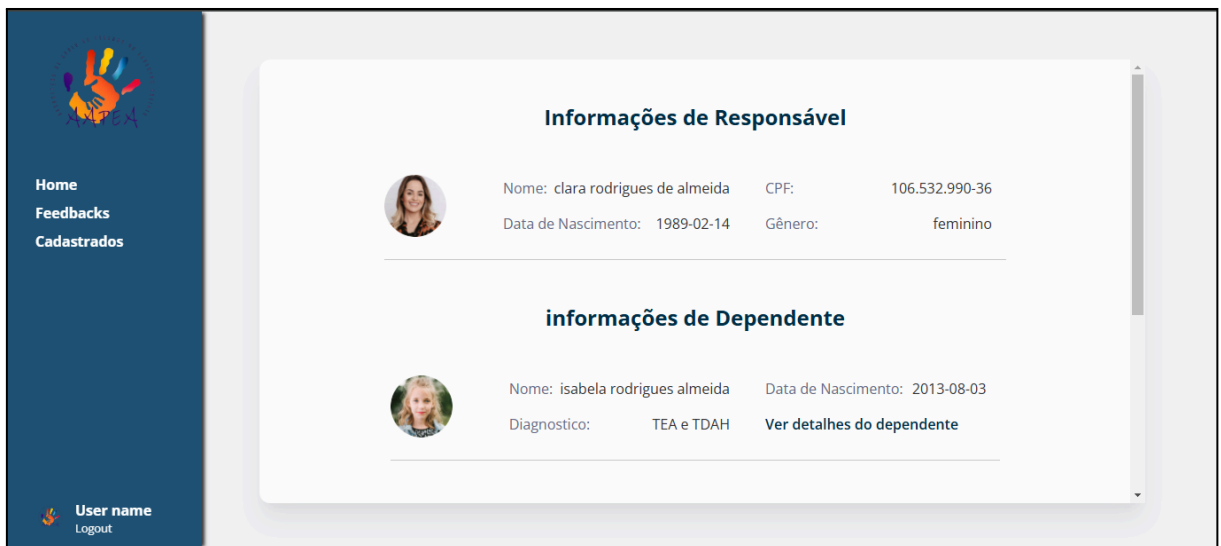 AAPEA
Home
Feedbacks
Cadastrados
User name
Logout
Informações de Responsável
Nome: clara rodrigues de almeida CPF: 106.532.990-36
Data de Nascimento: 1989-02-14 Gênero: feminino
informações de Dependente
Nome: isabela rodrigues almeida Data de Nascimento: 2013-08-03
Diagnostico: TEA e TDAH Ver detalhes do dependente